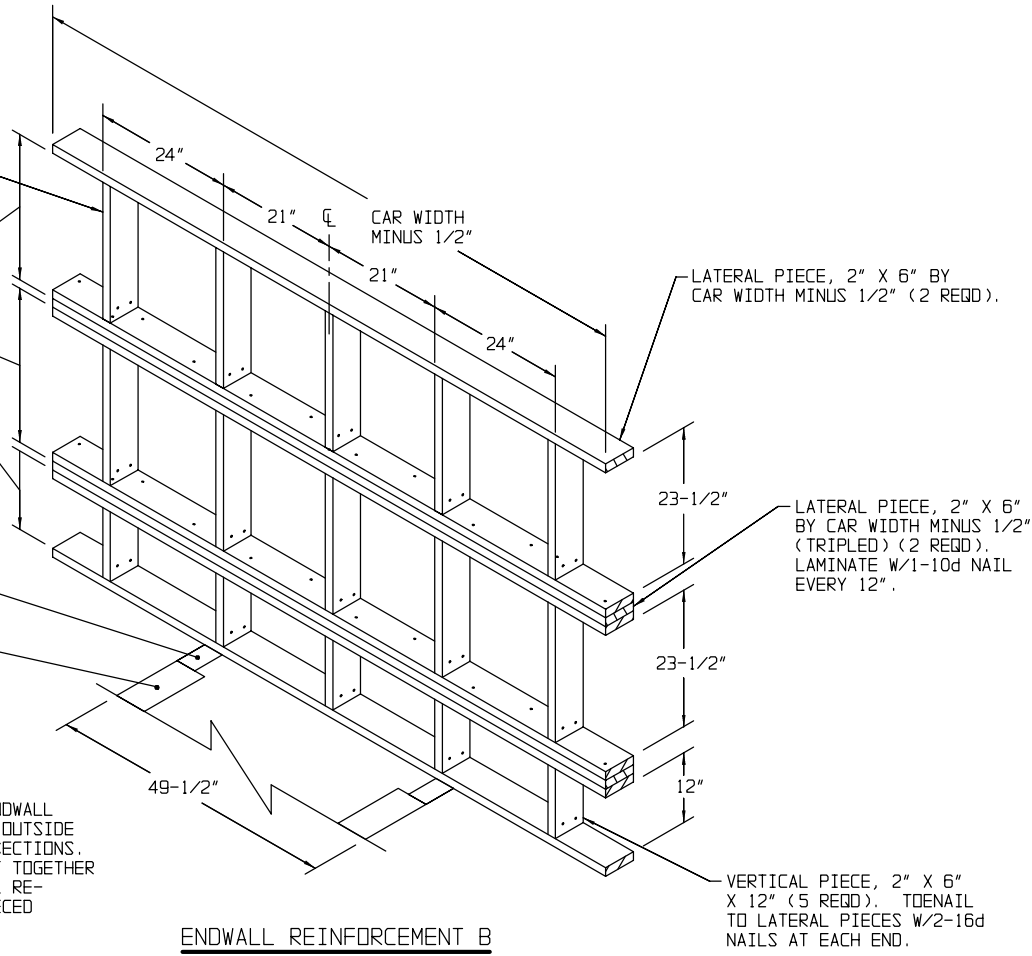 24"
21"
℄
CAR WIDTH
MINUS 1/2"
21"
24"
LATERAL PIECE, 2" X 6" BY
CAR WIDTH MINUS 1/2" (2 REQD).
23-1/2"
LATERAL PIECE, 2" X 6"
BY CAR WIDTH MINUS 1/2"
(TRIPLED) (2 REQD).
LAMINATE W/1-10d NAIL
EVERY 12".
23-1/2"
12"
49-1/2"
VERTICAL PIECE, 2" X 6"
X 12" (5 REQD). TOENAIL
TO LATERAL PIECES W/2-16d
NAILS AT EACH END.
OUTSIDE
TOGETHER
RE-
ENDWALL REINFORCEMENT B